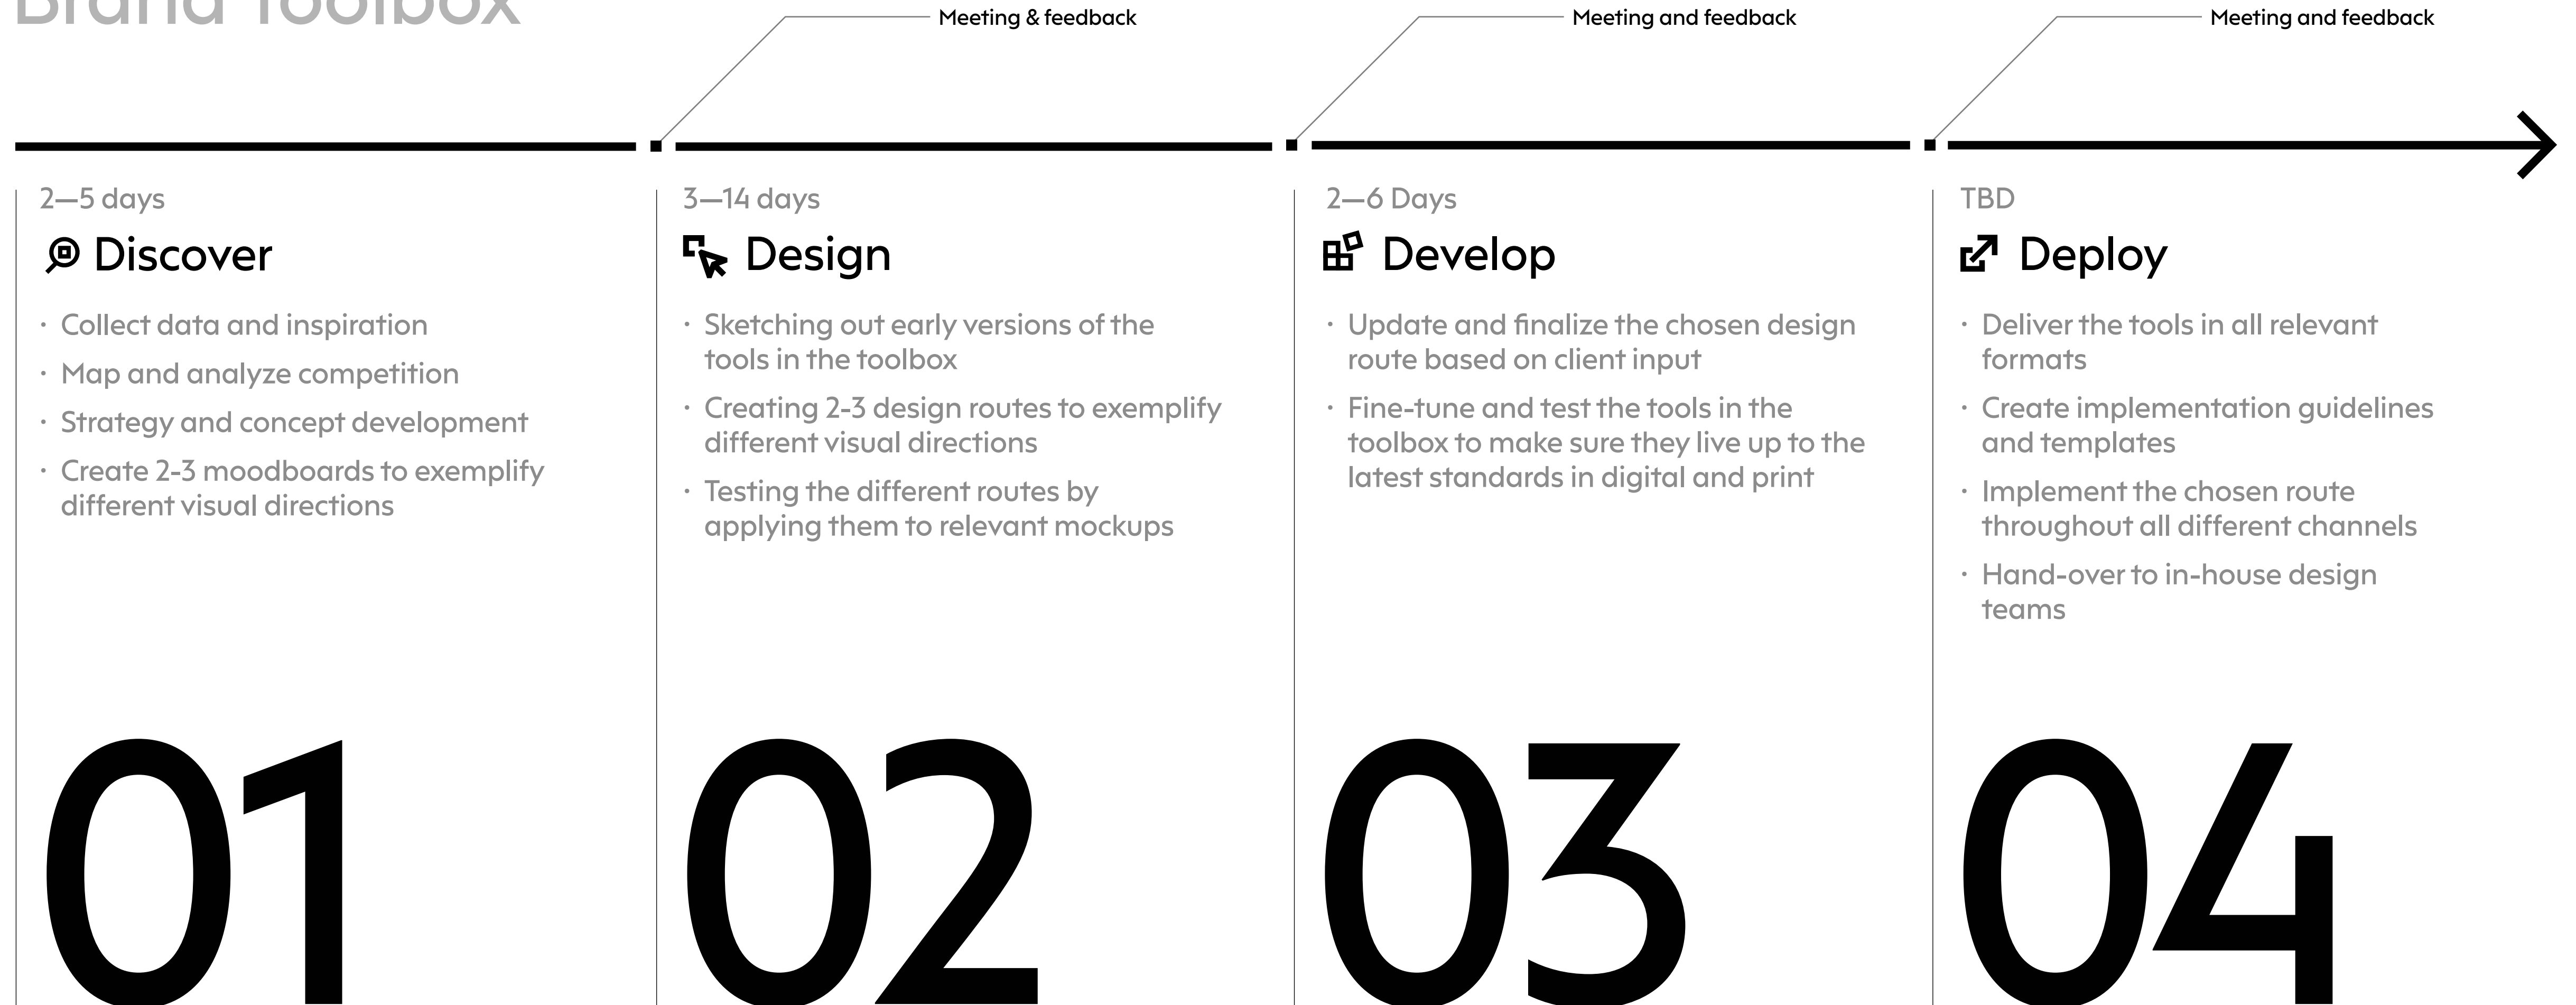 Brand Toolbox
Meeting & feedback
Meeting and feedback
Meeting and feedback
2—5 days
Discover
· Collect data and inspiration
· Map and analyze competition
· Strategy and concept development
· Create 2-3 moodboards to exemplify
different visual directions
01
3—14 days
Design
· Sketching out early versions of the
tools in the toolbox
· Creating 2-3 design routes to exemplify
different visual directions
· Testing the different routes by
applying them to relevant mockups
02
2—6 Days
Develop
· Update and finalize the chosen design
route based on client input
· Fine-tune and test the tools in the
toolbox to make sure they live up to the
latest standards in digital and print
03
TBD
Deploy
· Deliver the tools in all relevant
formats
· Create implementation guidelines
and templates
· Implement the chosen route
throughout all different channels
· Hand-over to in-house design
teams
04